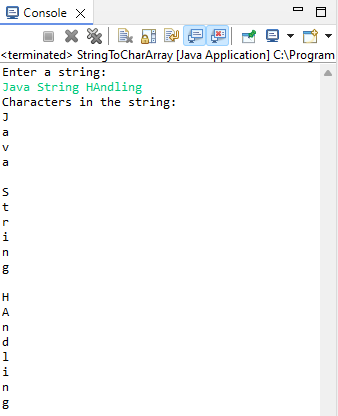 Console
<terminated> StringToCharArray [Java Application] C:\Program
Enter a string:
Java String HAndling
Characters in the string:
J
a
v
a

S
t
r
i
n
g

H
A
n
d
l
i
n
g